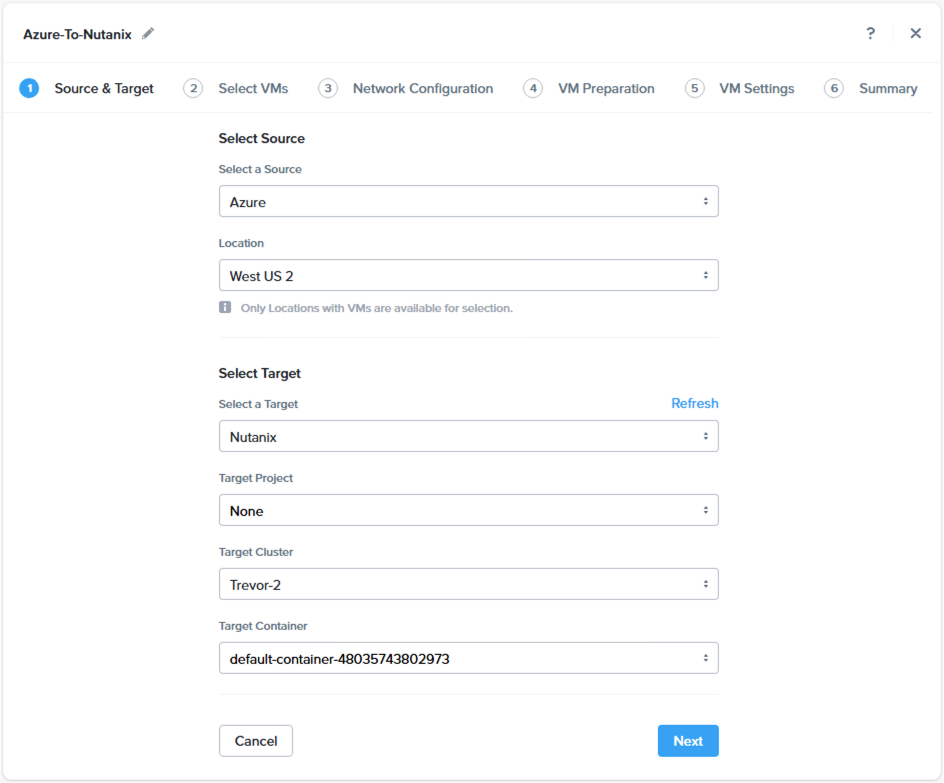 Azure-To-Nutanix
?
1 Source & Target 2 Select VMs 3 Network Configuration 4 VM Preparation 5 VM Settings 6 Summary
Select Source
Select a Source
Azure
Location
West US 2
Only Locations with VMs are available for selection.
Select Target
Select a Target Refresh
Nutanix
Target Project
None
Target Cluster
Trevor-2
Target Container
default-container-48035743802973
Cancel Next